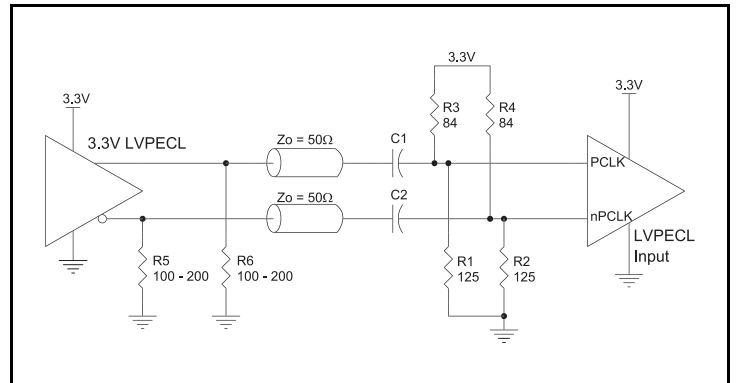 3.3V
3.3V
3.3V
R3
84
R4
84
3.3V LVPECL
Zo = 50Ω
C1
PCLK
Zo = 50Ω
C2
nPCLK
LVPECL
Input
R5
100 - 200
R6
100 - 200
R1
125
R2
125